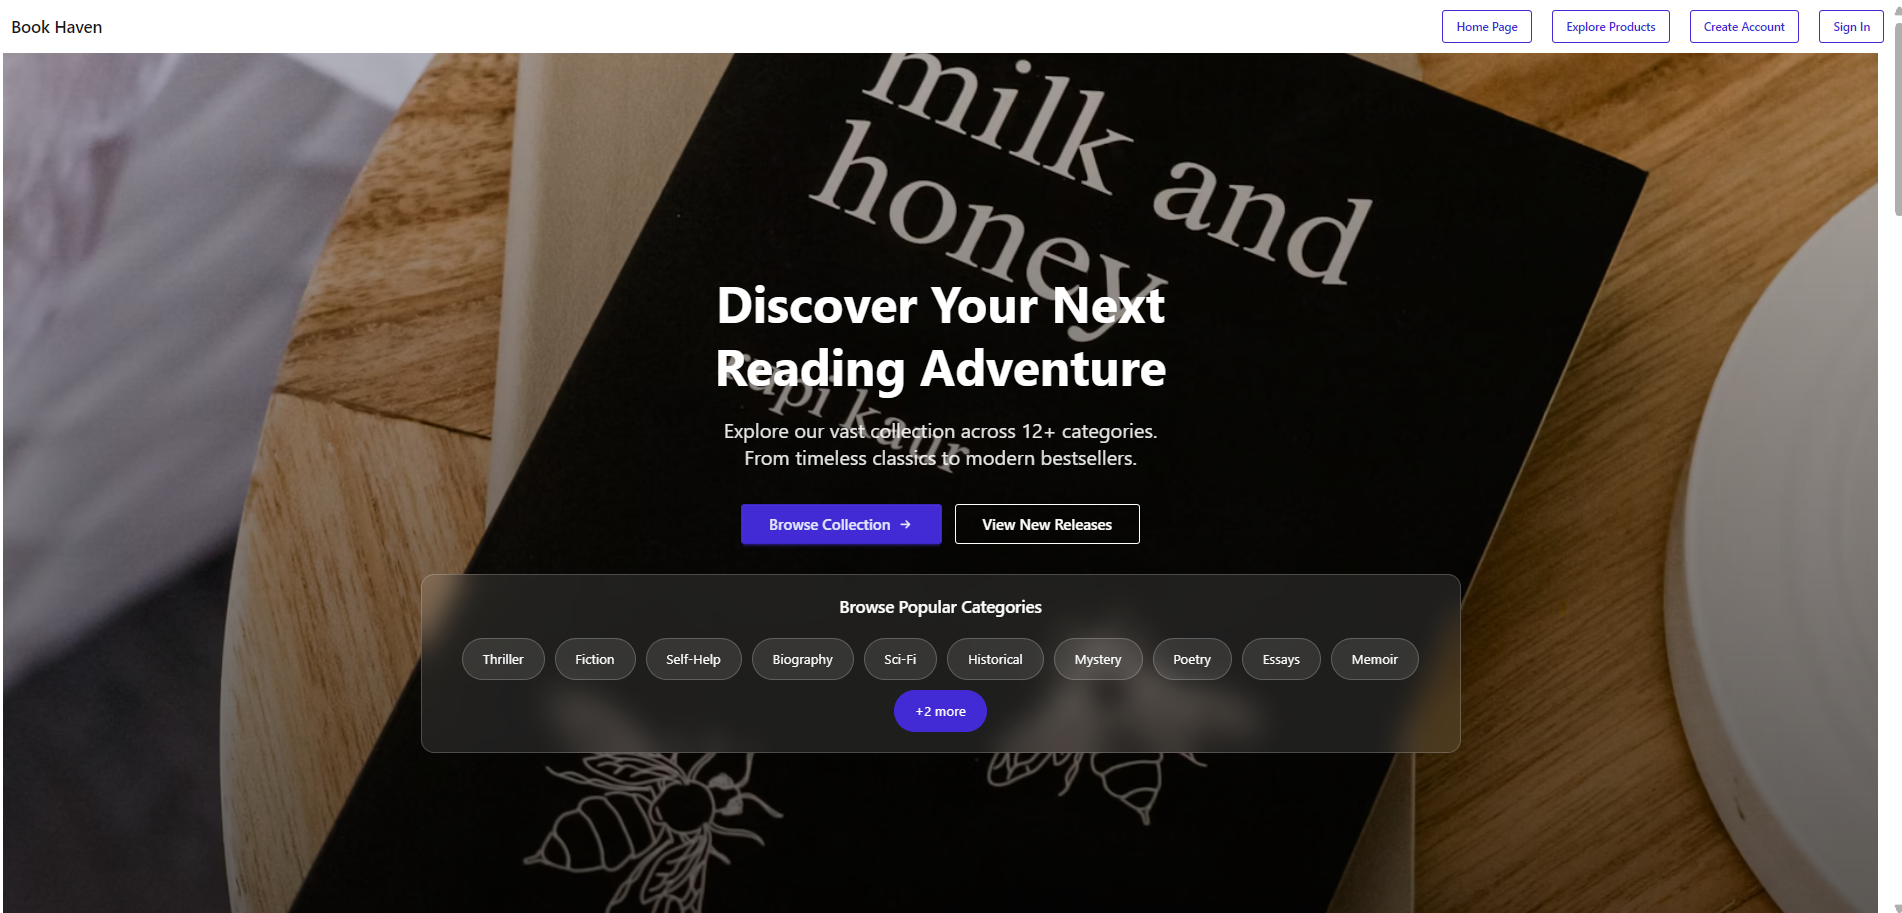 Book Haven
Home Page
Explore Products
Create Account
Sign In
milk and
honey
Discover Your Next
Reading Adventure
rupi kaur
Explore our vast collection across 12+ categories.
From timeless classics to modern bestsellers.
Browse Collection →
View New Releases
Browse Popular Categories
Thriller
Fiction
Self-Help
Biography
Sci-Fi
Historical
Mystery
Poetry
Essays
Memoir
+2 more